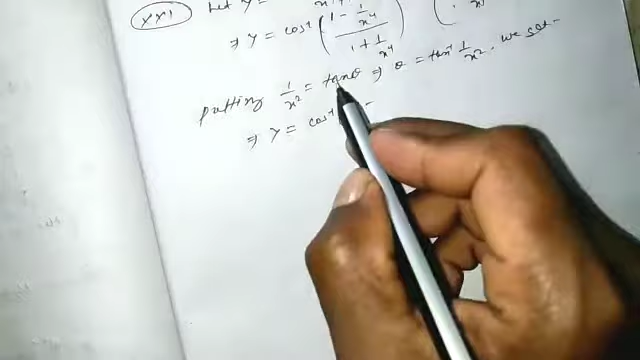 (xxi) Let y =
⇒ y = cos⁻¹ ( (1 - 1/x⁴) / (1 + 1/x⁴) )
Putting 1/x² = tanθ ⇒ θ = tan⁻¹ 1/x². we get-
⇒ y = cos⁻¹